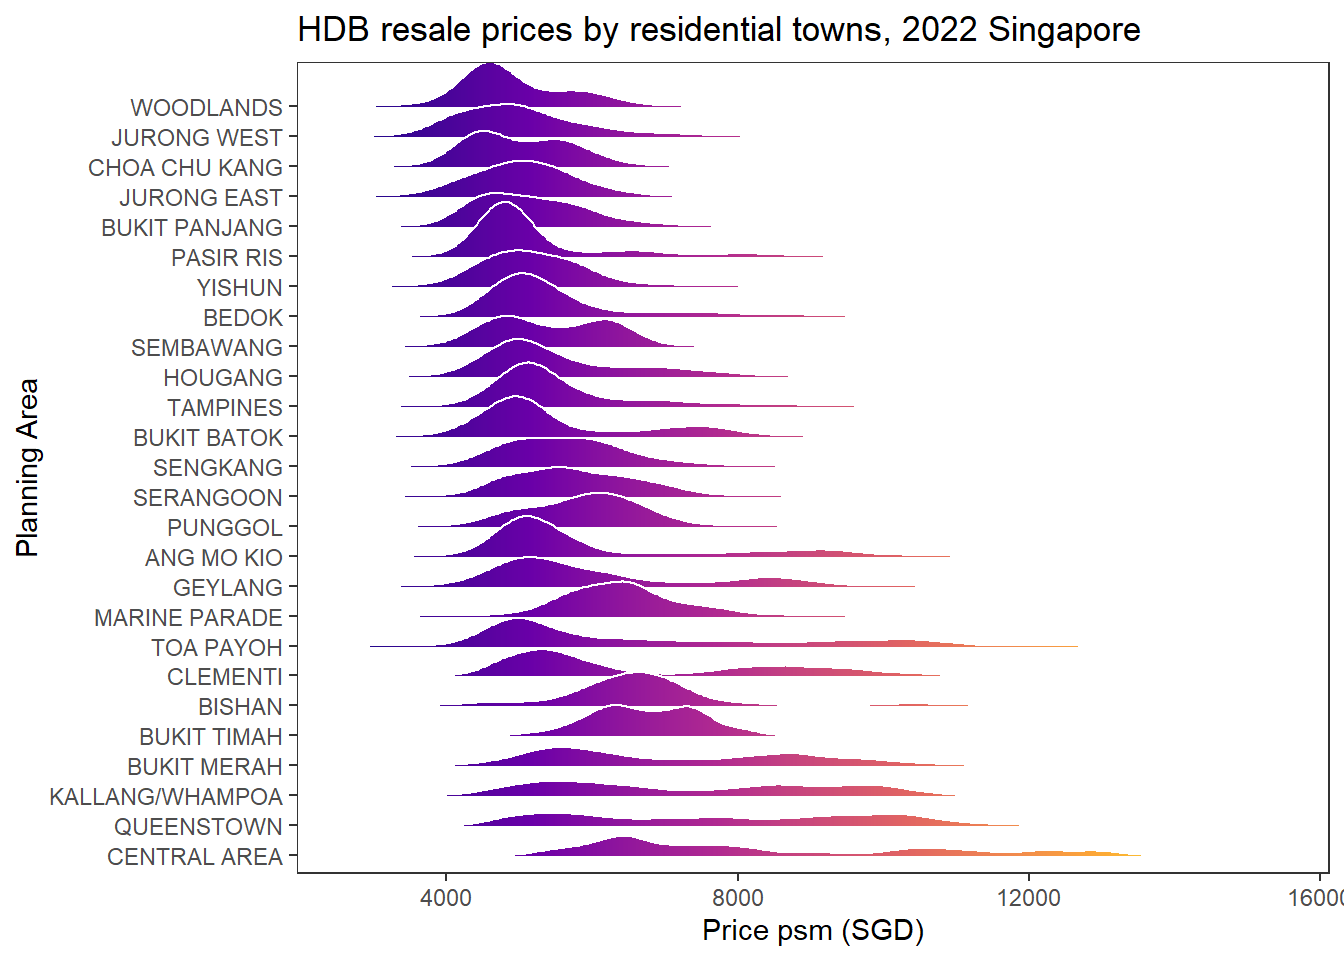 HDB resale prices by residential towns, 2022 Singapore
Planning Area
WOODLANDS
JURONG WEST
CHOA CHU KANG
JURONG EAST
BUKIT PANJANG
PASIR RIS
YISHUN
BEDOK
SEMBAWANG
HOUGANG
TAMPINES
BUKIT BATOK
SENGKANG
SERANGOON
PUNGGOL
ANG MO KIO
GEYLANG
MARINE PARADE
TOA PAYOH
CLEMENTI
BISHAN
BUKIT TIMAH
BUKIT MERAH
KALLANG/WHAMPOA
QUEENSTOWN
CENTRAL AREA
4000 8000 12000 16000
Price psm (SGD)